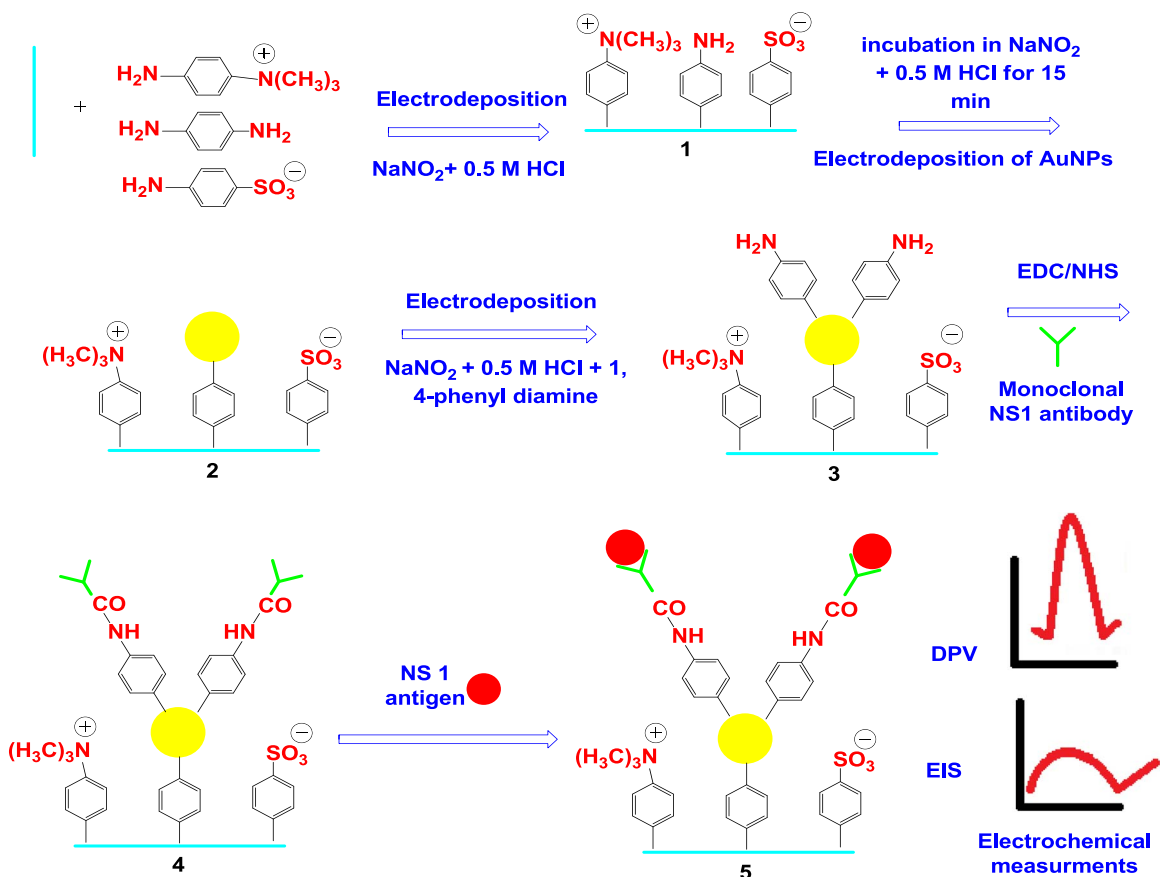 +
H₂N
N(CH₃)₃
+
H₂N
NH₂
H₂N
SO₃
−
Electrodeposition
NaNO₂+ 0.5 M HCl
+
N(CH₃)₃
NH₂
SO₃
−
1
incubation in NaNO₂
+ 0.5 M HCl for 15
min
Electrodeposition of AuNPs
(H₃C)₃N
+
SO₃
−
2
Electrodeposition
NaNO₂ + 0.5 M HCl + 1,
4-phenyl diamine
H₂N
NH₂
(H₃C)₃N
+
SO₃
−
3
EDC/NHS
Monoclonal
NS1 antibody
CO
CO
NH
HN
(H₃C)₃N
+
SO₃
−
4
NS 1
antigen
CO
CO
NH
HN
(H₃C)₃N
+
SO₃
−
5
DPV
EIS
Electrochemical
measurments